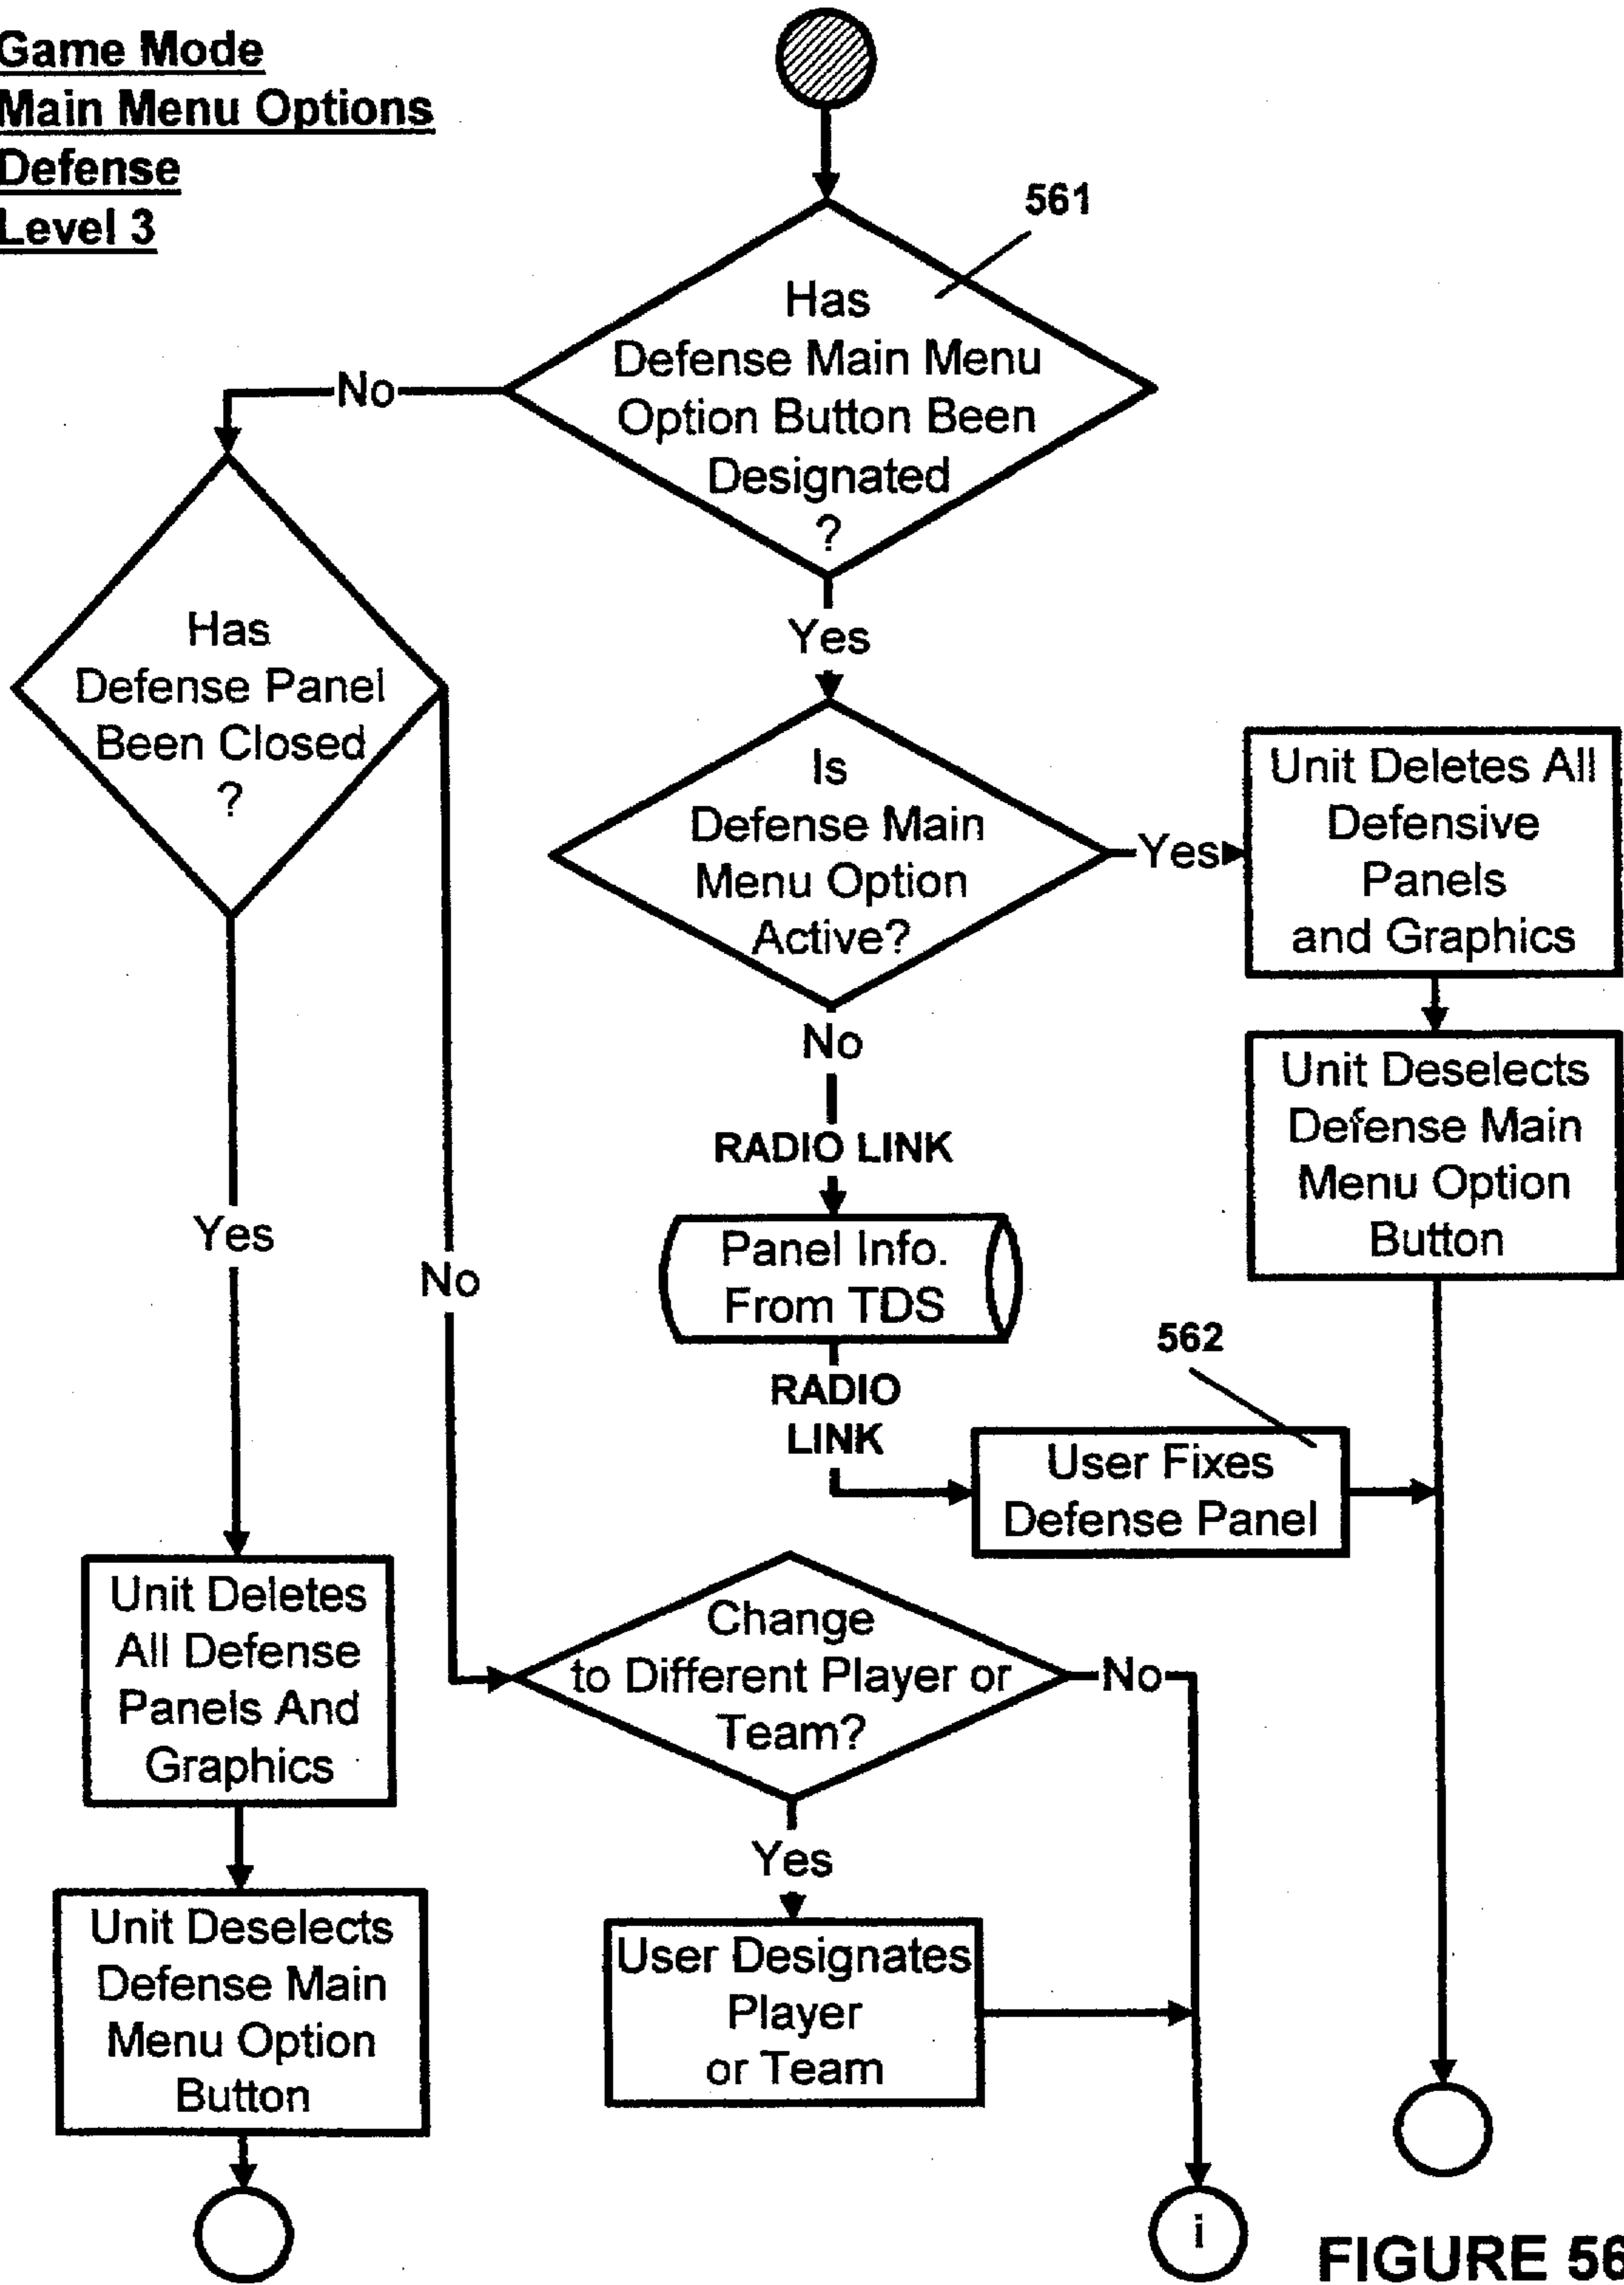 Game Mode
Main Menu Options
Defense
Level 3
561
Has
Defense Main Menu
Option Button Been
Designated
?
No
Yes
Has
Defense Panel
Been Closed
?
Is
Defense Main
Menu Option
Active?
Yes
Unit Deletes All
Defensive
Panels
and Graphics
No
Unit Deselects
Defense Main
Menu Option
Button
RADIO LINK
Panel Info.
From TDS
Yes
No
RADIO
LINK
562
User Fixes
Defense Panel
Unit Deletes
All Defense
Panels And
Graphics
Change
to Different Player or
Team?
No
Yes
Unit Deselects
Defense Main
Menu Option
Button
User Designates
Player
or Team
i
FIGURE 56